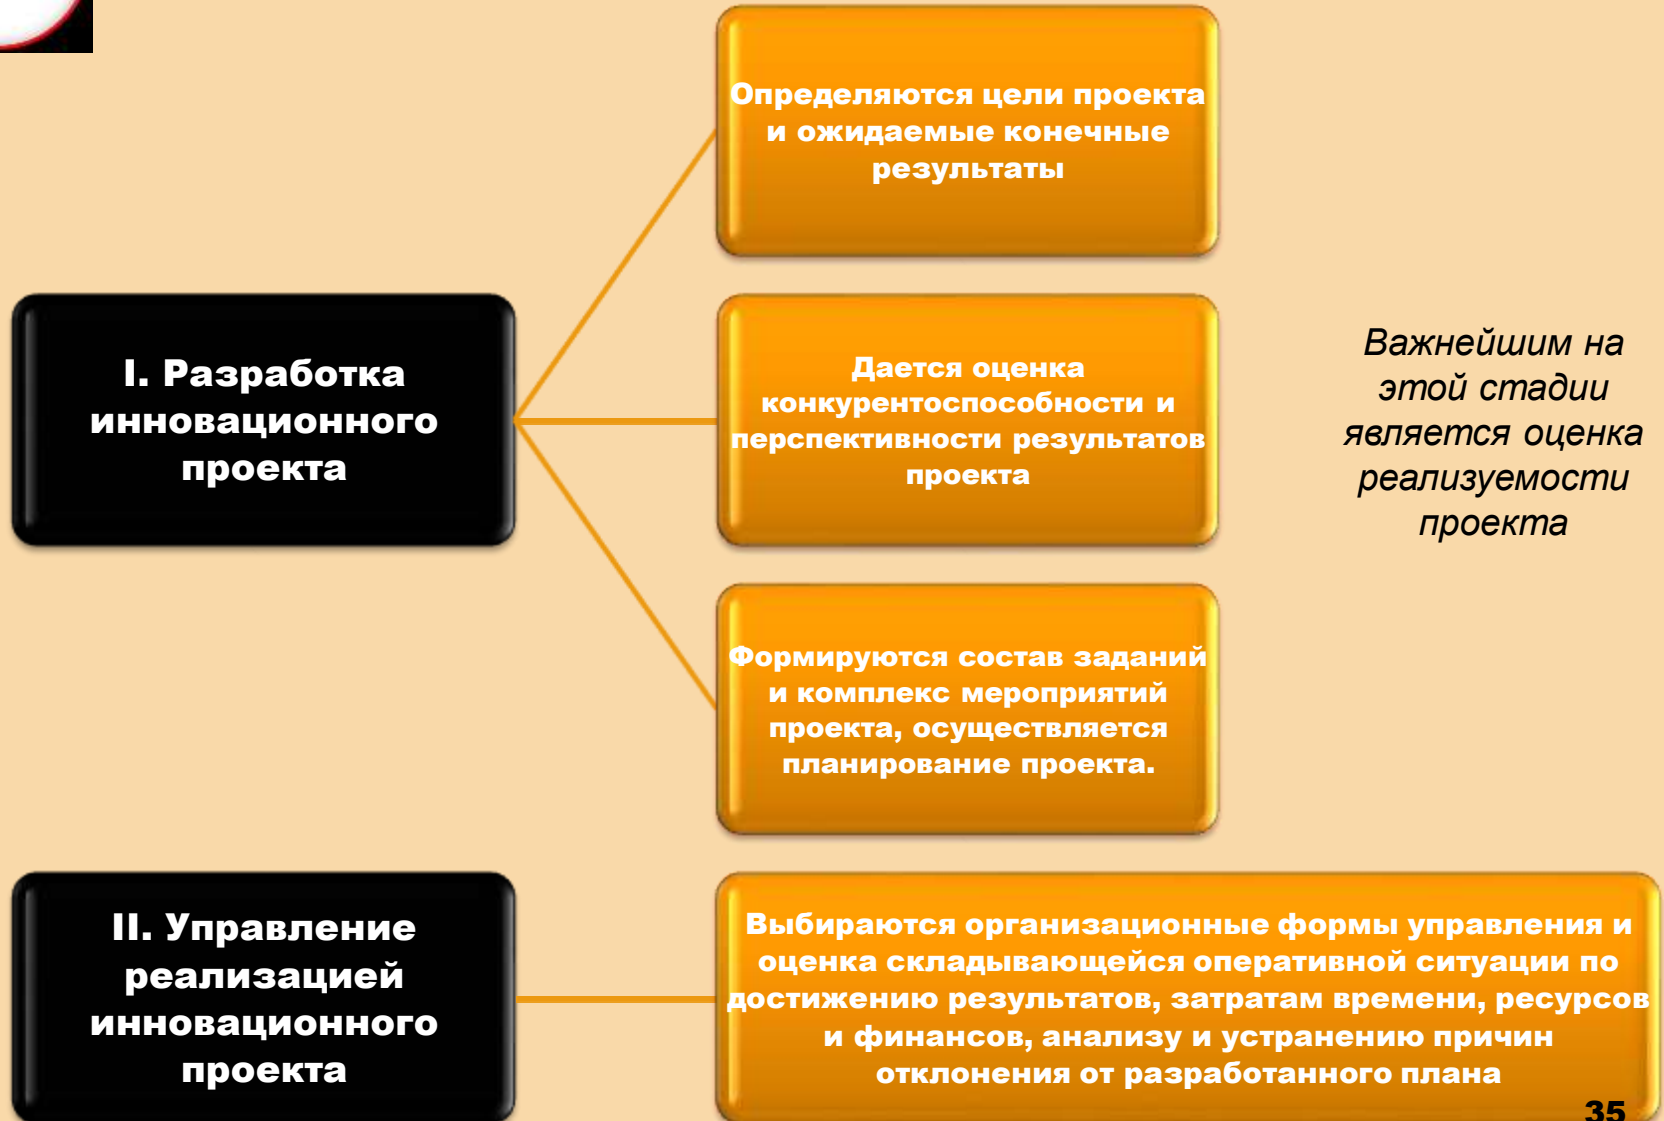 Определяются цели проекта
и ожидаемые конечные
результаты
I. Разработка
инновационного
проекта
Дается оценка
конкурентоспособности и
перспективности результатов
проекта
Важнейшим на
этой стадии
является оценка
реализуемости
проекта
Формируются состав заданий
и комплекс мероприятий
проекта, осуществляется
планирование проекта.
II. Управление
реализацией
инновационного
проекта
Выбираются организационные формы управления и
оценка складывающейся оперативной ситуации по
достижению результатов, затратам времени, ресурсов
и финансов, анализу и устранению причин
отклонения от разработанного плана
35